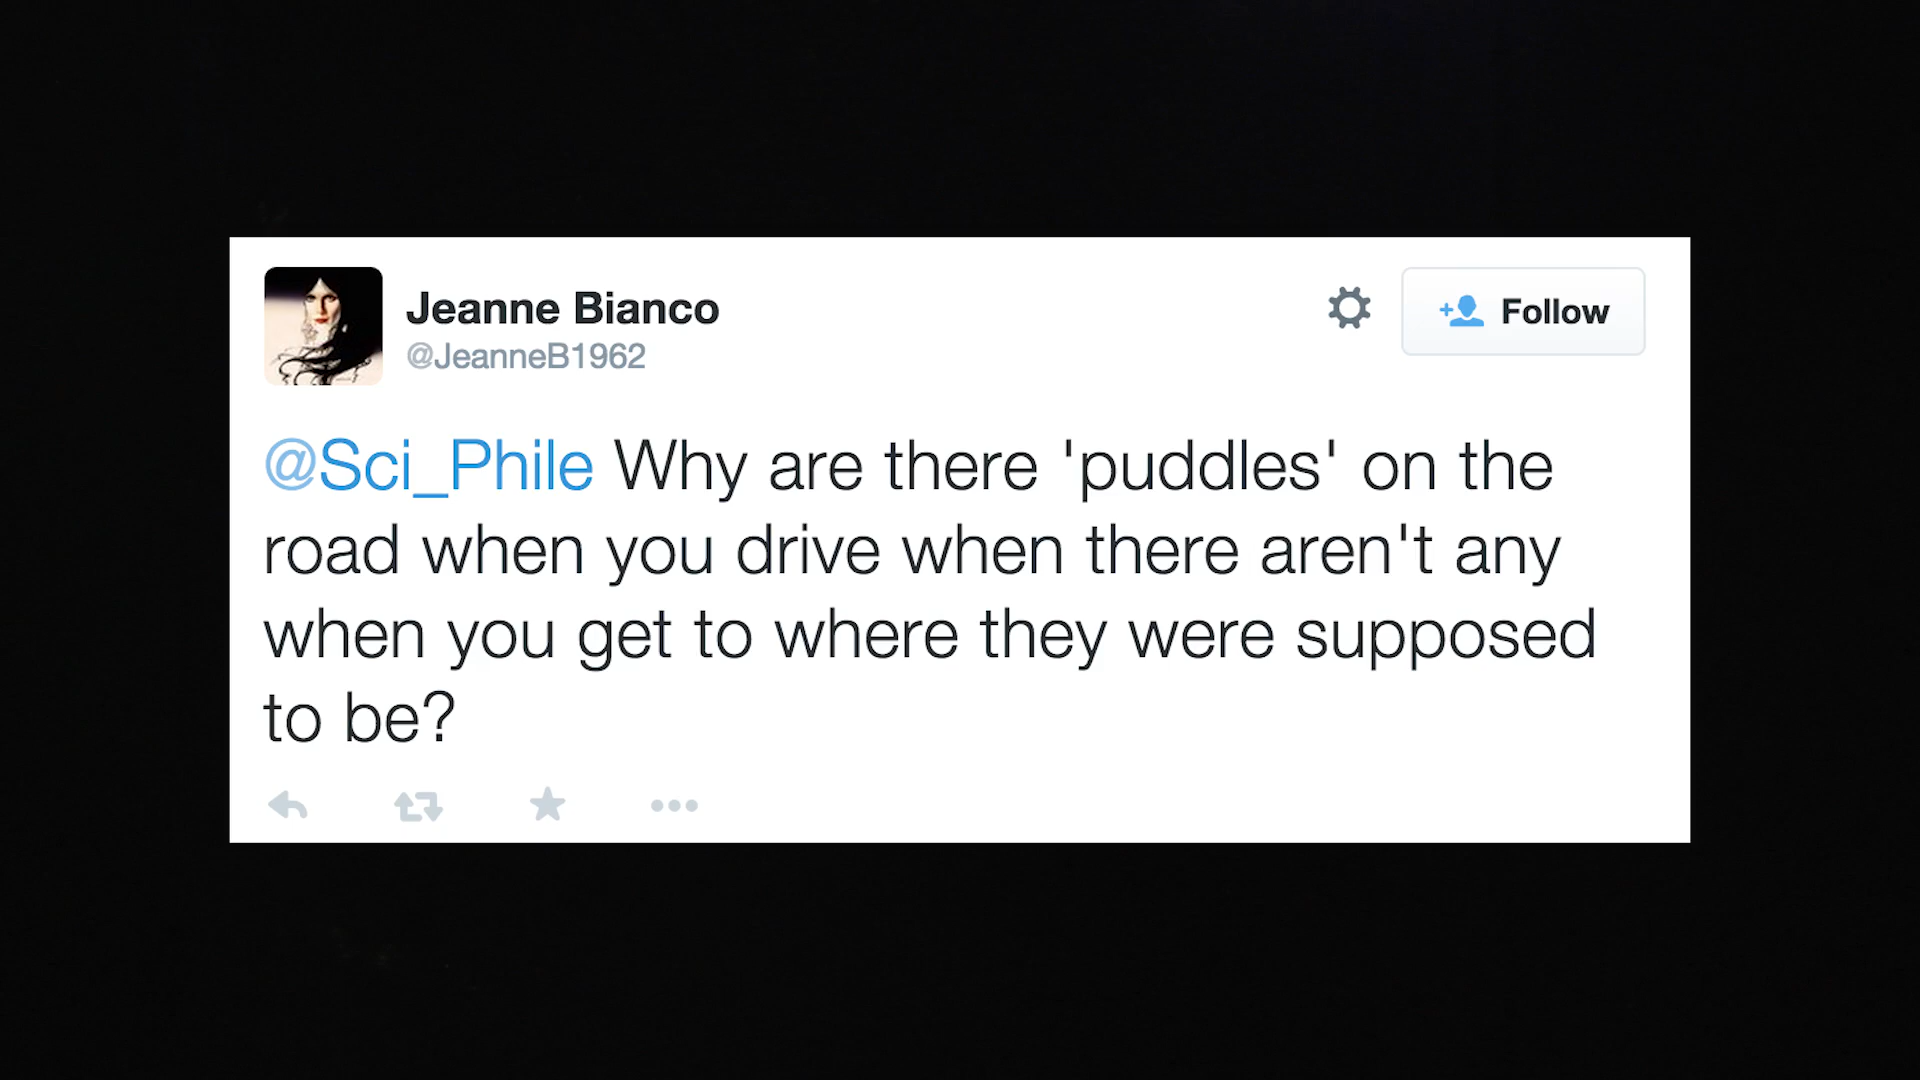 Jeanne Bianco
@JeanneB1962
Follow
@Sci_Phile Why are there 'puddles' on the
road when you drive when there aren't any
when you get to where they were supposed
to be?